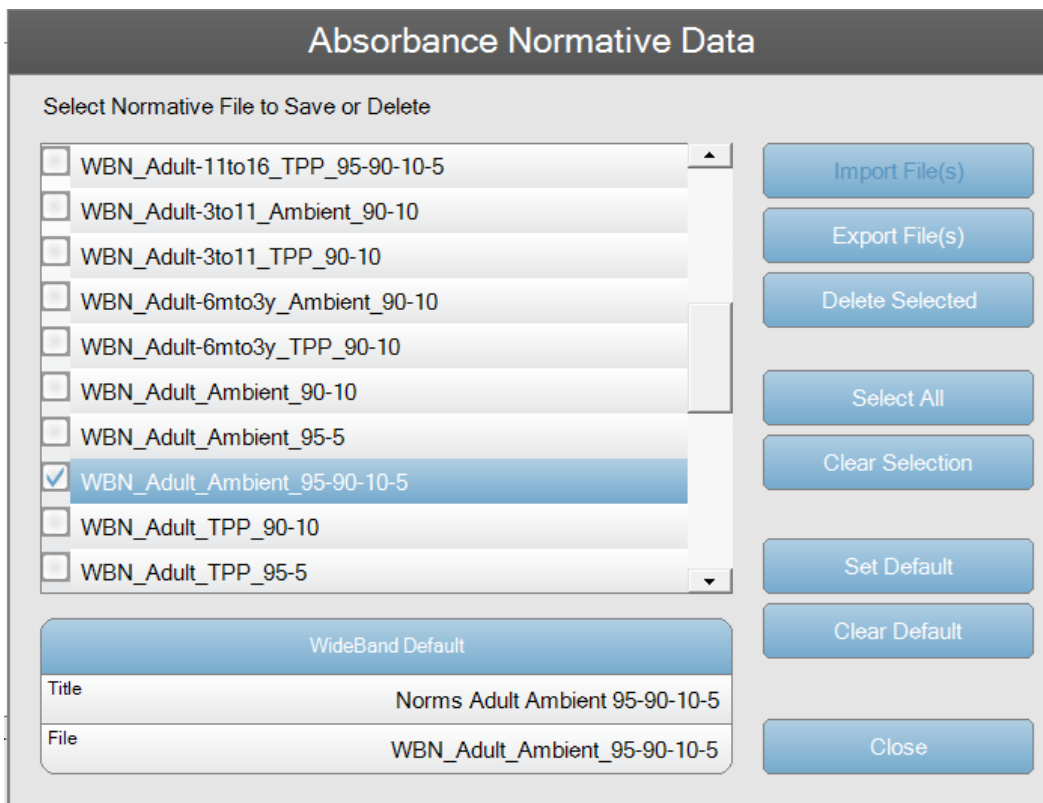 Absorbance Normative Data
Select Normative File to Save or Delete
WBN_Adult-11to16_TPP_95-90-10-5
WBN_Adult-3to11_Ambient_90-10
WBN_Adult-3to11_TPP_90-10
WBN_Adult-6mto3y_Ambient_90-10
WBN_Adult-6mto3y_TPP_90-10
WBN_Adult_Ambient_90-10
WBN_Adult_Ambient_95-5
WBN_Adult_Ambient_95-90-10-5
WBN_Adult_TPP_90-10
WBN_Adult_TPP_95-5
Import File(s)
Export File(s)
Delete Selected
Select All
Clear Selection
Set Default
Clear Default
WideBand Default
Title Norms Adult Ambient 95-90-10-5
File WBN_Adult_Ambient_95-90-10-5
Close